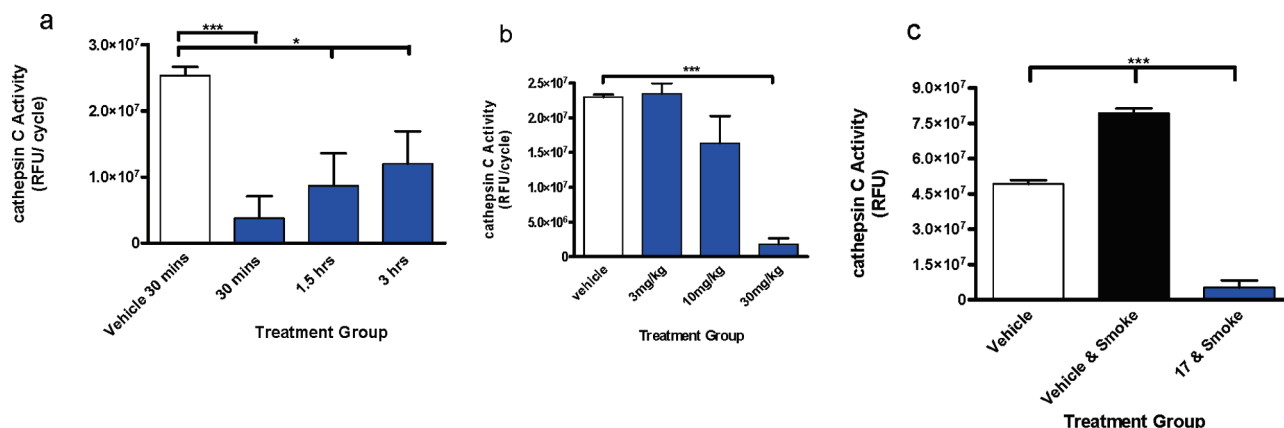 a
***
*
3.0×10⁷
2.0×10⁷
1.0×10⁷
0
cathepsin C Activity
(RFU/ cycle)
Vehicle 30 mins
30 mins
1.5 hrs
3 hrs
Treatment Group
b
***
2.5×10⁷
2.0×10⁷
1.5×10⁷
1.0×10⁷
5.0×10⁶
0
cathepsin C Activity
(RFU/cycle)
vehicle
3mg/kg
10mg/kg
30mg/kg
Treatment Group
c
***
9.0×10⁷
7.5×10⁷
6.0×10⁷
4.5×10⁷
3.0×10⁷
1.5×10⁷
0
cathepsin C Activity
(RFU)
Vehicle
Vehicle & Smoke
17 & Smoke
Treatment Group